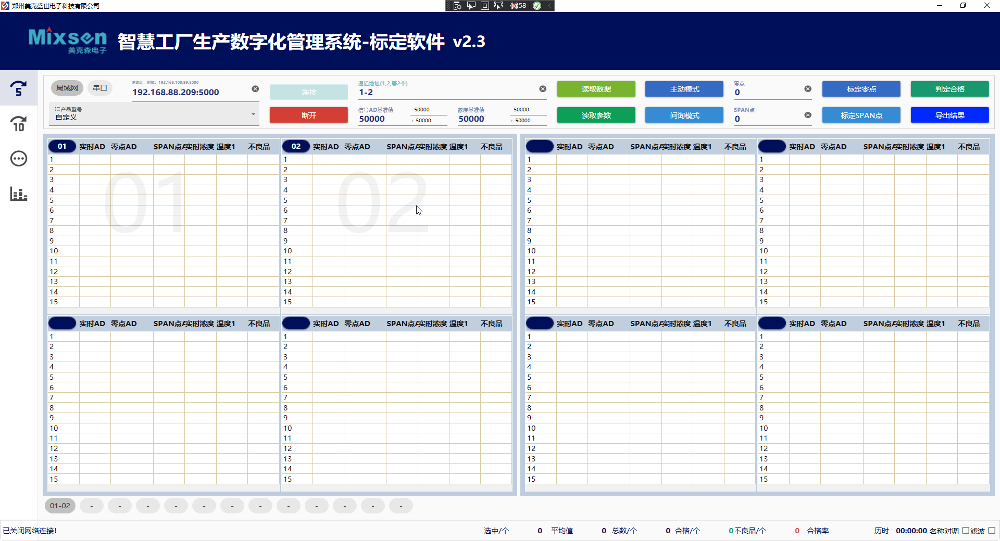 郑州美克盛世电子科技有限公司
58
Mixsen
美克森电子
智慧工厂生产数字化管理系统-标定软件 v2.3
5
10
局域网 串口
IP地址，例如：192.168.100.99:5000
192.168.88.209:5000
连接
通道地址(1,2,等2个)
1-2
读取数据 主动模式
零点
0
标定零点 判定合格
产品型号
自定义
断开
信号AD基准值
50000
- 50000
+ 50000
浓度基准值
50000
- 50000
+ 50000
读取参数 问询模式
SPAN点
0
标定SPAN点 导出结果
01 实时AD 零点AD SPAN点A 实时浓度 温度1 不良品 02 实时AD 零点AD SPAN点A 实时浓度 温度1 不良品 实时AD 零点AD SPAN点A 实时浓度 温度1 不良品 实时AD 零点AD SPAN点A 实时浓度 温度1 不良品
1 1 1 1
2 2 2 2
3 3 3 3
4 4 4 4
5 5 5 5
6 6 6 6
7 7 7 7
8 8 8 8
9 9 9 9
10 10 10 10
11 11 11 11
12 12 12 12
13 13 13 13
14 14 14 14
15 15 15 15
01 02
实时AD 零点AD SPAN点A 实时浓度 温度1 不良品 实时AD 零点AD SPAN点A 实时浓度 温度1 不良品 实时AD 零点AD SPAN点A 实时浓度 温度1 不良品 实时AD 零点AD SPAN点A 实时浓度 温度1 不良品
1 1 1 1
2 2 2 2
3 3 3 3
4 4 4 4
5 5 5 5
6 6 6 6
7 7 7 7
8 8 8 8
9 9 9 9
10 10 10 10
11 11 11 11
12 12 12 12
13 13 13 13
14 14 14 14
15 15 15 15
01-02 - - - - - - - - - - - -
已关闭网络连接! 选中/个 0 平均值 0 总数/个 0 合格/个 0 不良品/个 0 合格率 历时 00:00:00 名称对调 滤波